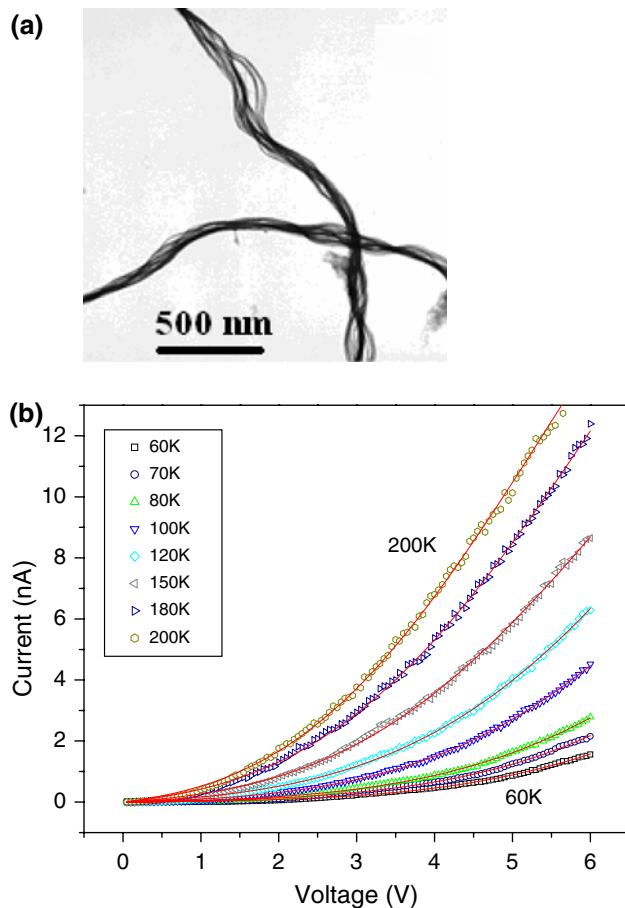 (a)
500 nm
(b)
12
10
8
6
4
2
0
Current (nA)
60K
70K
80K
100K
120K
150K
180K
200K
200K
60K
0 1 2 3 4 5 6
Voltage (V)